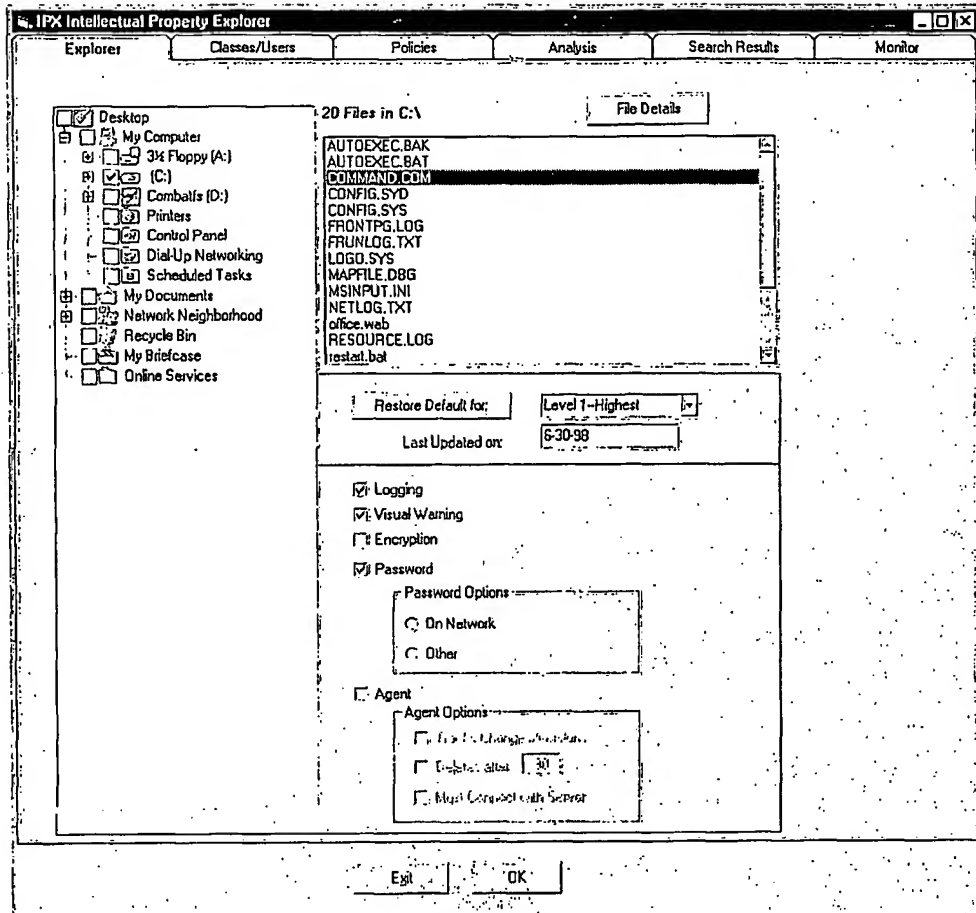 IPX Intellectual Property Explorer
Explorer Classes/Users Policies Analysis Search Results Monitor
Desktop
My Computer
3½ Floppy (A:)
(C:)
Combatfs (D:)
Printers
Control Panel
Dial-Up Networking
Scheduled Tasks
My Documents
Network Neighborhood
Recycle Bin
My Briefcase
Online Services
20 Files in C:\
File Details
AUTOEXEC.BAK
AUTOEXEC.BAT
COMMAND.COM
CONFIG.SYD
CONFIG.SYS
FRONTPG.LOG
FRUNLOG.TXT
LOGO.SYS
MAPFILE.DBG
MSINPUT.INI
NETLOG.TXT
office.wab
RESOURCE.LOG
restart.bat
Restore Default for:
Level 1-Highest
Last Updated on:
6-30-98
Logging
Visual Warning
Encryption
Password
Password Options
On Network
Other
Agent
Agent Options
Must Connect with Server
Exit
OK